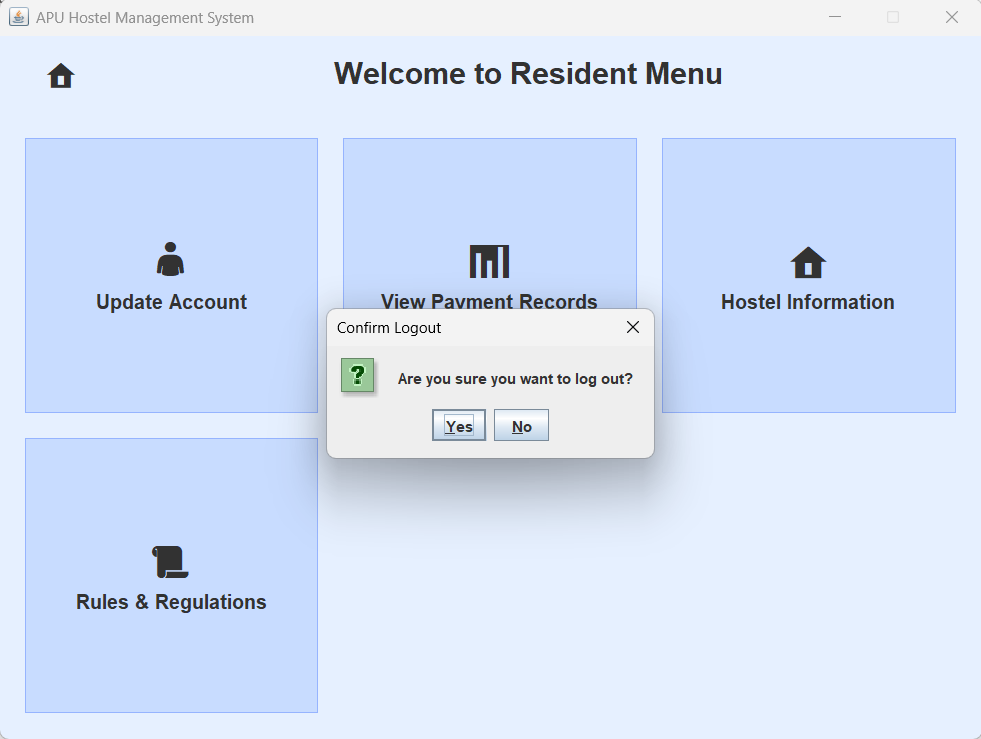 APU Hostel Management System
Welcome to Resident Menu
Update Account
View Payment Records
Hostel Information
Confirm Logout
?
Are you sure you want to log out?
Yes
No
Rules & Regulations